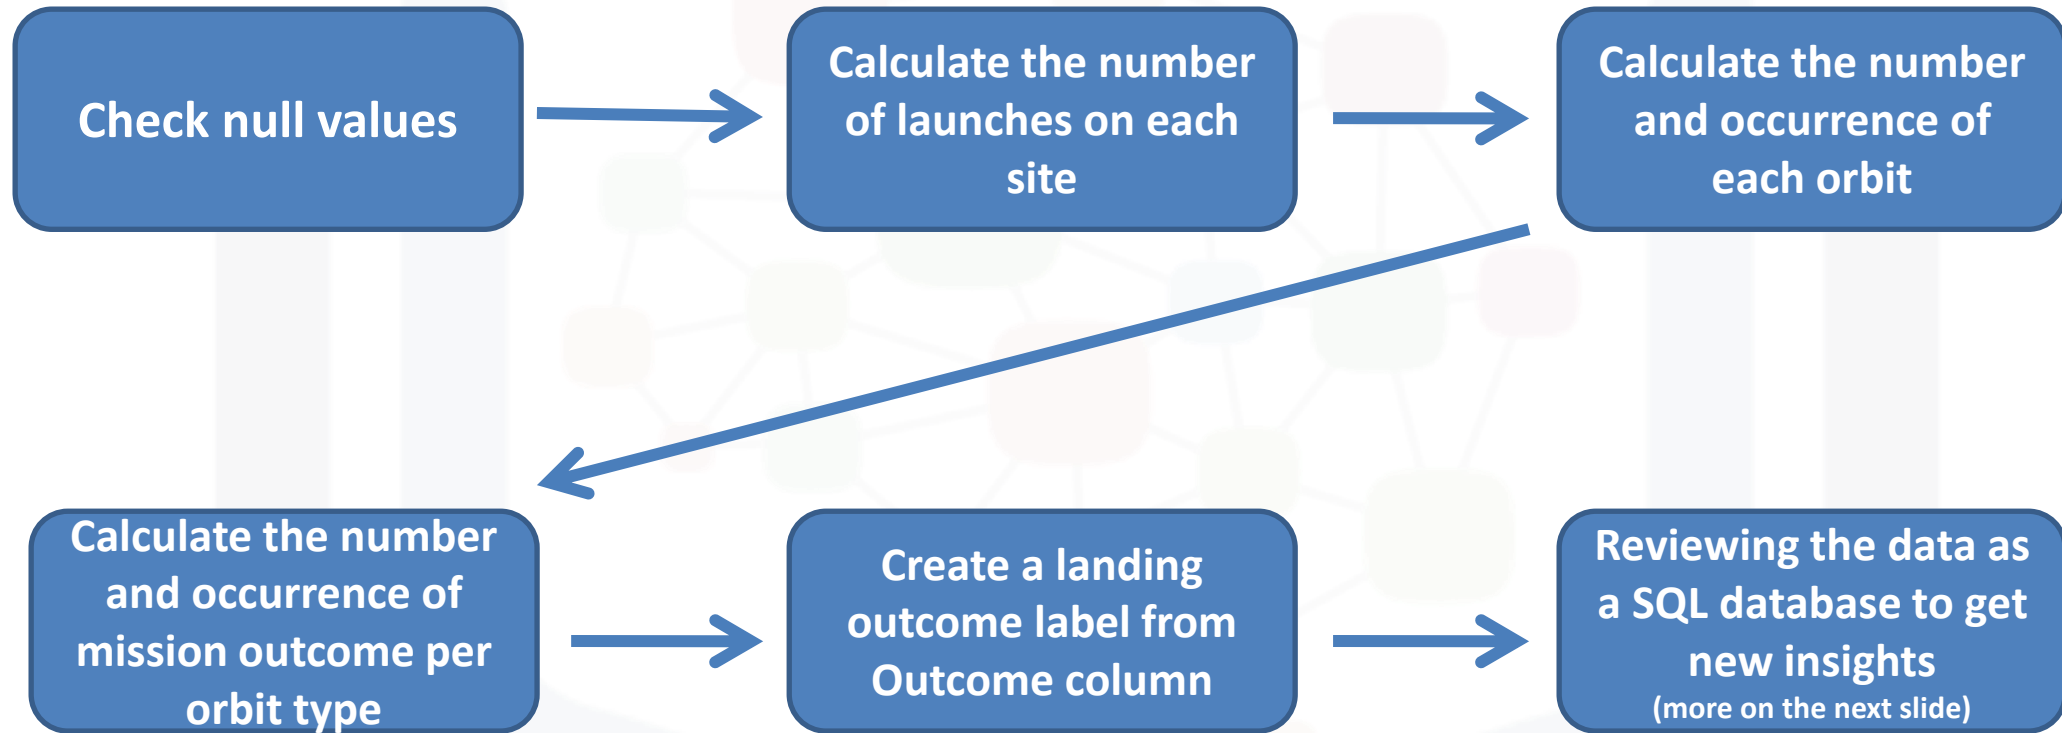 Check null values
Calculate the number
of launches on each
site
Calculate the number
and occurrence of
each orbit
Calculate the number
and occurrence of
mission outcome per
orbit type
Create a landing
outcome label from
Outcome column
Reviewing the data as
a SQL database to get
new insights
(more on the next slide)